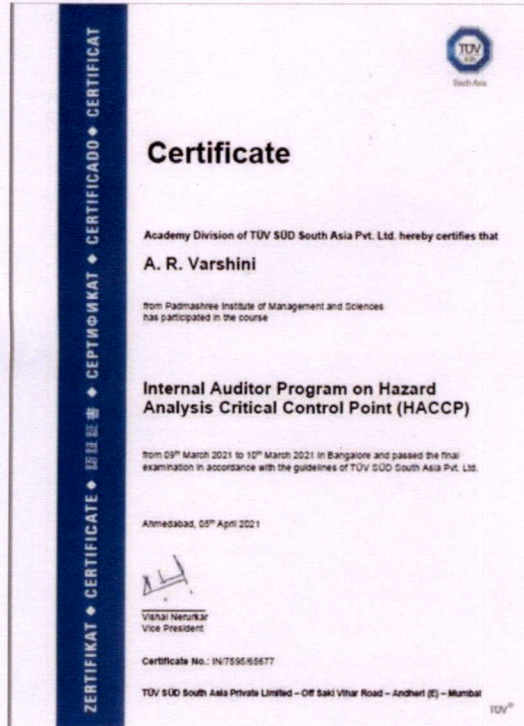 TÜV
SÜD
South Asia
ZERTIFIKAT ◆ CERTIFICATE ◆ 認証証書 ◆ СЕРТИФИКАТ ◆ CERTIFICADO ◆ CERTIFICAT
Certificate
Academy Division of TÜV SÜD South Asia Pvt. Ltd. hereby certifies that
A. R. Varshini
from Padmashree Institute of Management and Sciences
has participated in the course
Internal Auditor Program on Hazard
Analysis Critical Control Point (HACCP)
from 09th March 2021 to 10th March 2021 in Bangalore and passed the final
examination in accordance with the guidelines of TÜV SÜD South Asia Pvt. Ltd.
Ahmedabad, 05th April 2021
Vishal Nerurkar
Vice President
Certificate No.: IN/7595/65677
TÜV SÜD South Asia Private Limited – Off Saki Vihar Road – Andheri (E) – Mumbai
TÜV®